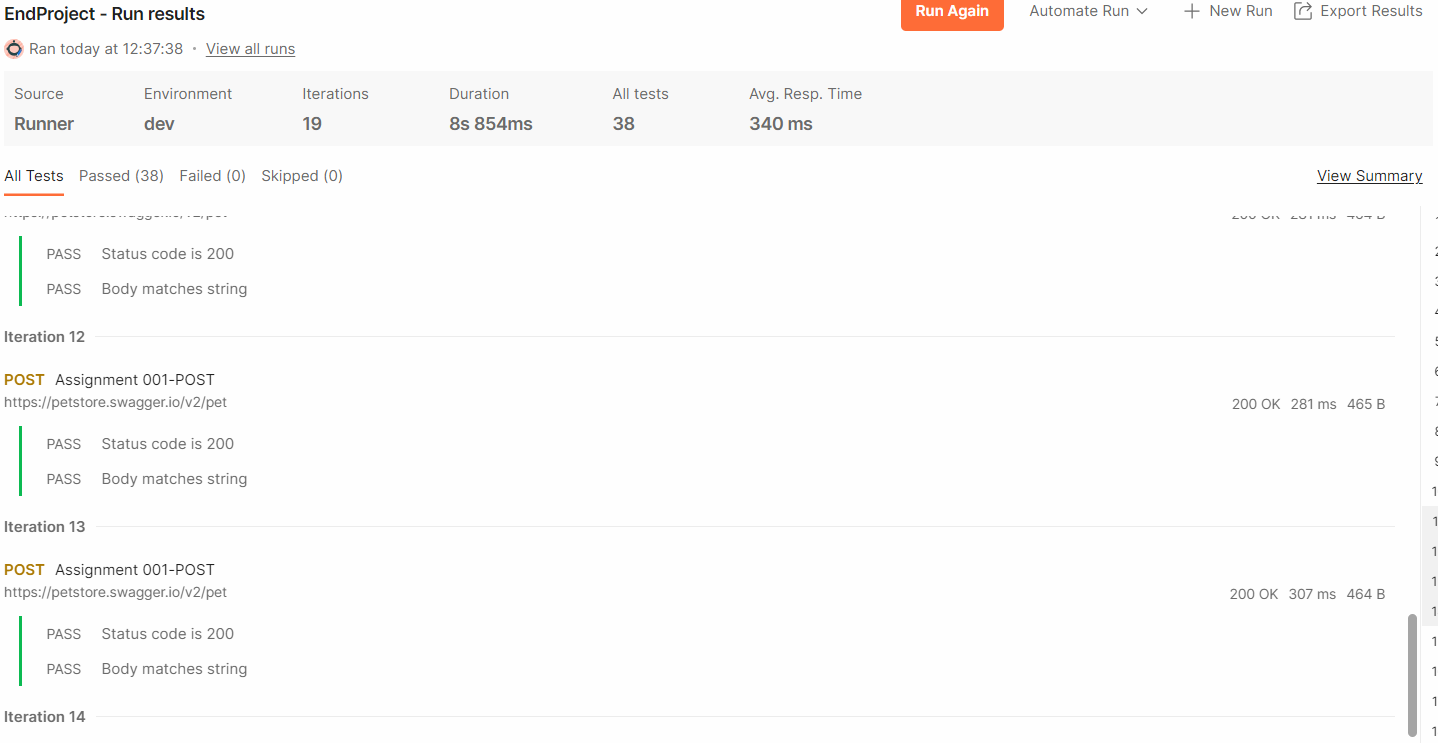 EndProject - Run results
Run Again
Automate Run
New Run
Export Results
Ran today at 12:37:38 · View all runs
Source Environment Iterations Duration All tests Avg. Resp. Time
Runner dev 19 8s 854ms 38 340 ms
All Tests Passed (38) Failed (0) Skipped (0) View Summary
PASS Status code is 200
PASS Body matches string
Iteration 12
POST Assignment 001-POST
https://petstore.swagger.io/v2/pet 200 OK 281 ms 465 B
PASS Status code is 200
PASS Body matches string
Iteration 13
POST Assignment 001-POST
https://petstore.swagger.io/v2/pet 200 OK 307 ms 464 B
PASS Status code is 200
PASS Body matches string
Iteration 14